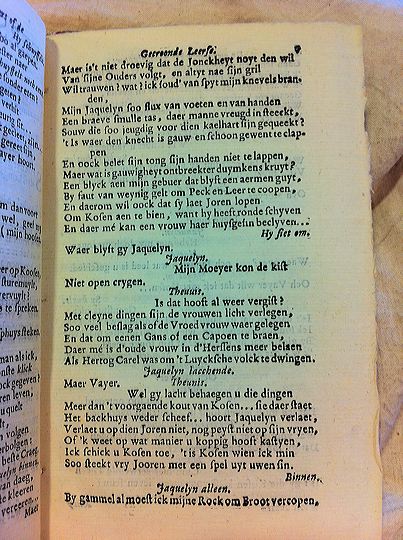 Gecroonde Leerse. 9
Maer is't niet droevig dat de Jonckheyt noyt den wil
Van sijne Ouders volgt, en altyt nae sijn gril
Wil trauwen? wat? ick soud' van spyt mijn knevels bran-
den,
Mijn Jaquelyn soo flux van voeten en van handen
Een braeve smulle tas, daer manne vreugd in steeckt,
Souw die soo jeugdig voor dien kaelhart sijn gequeeckt?
't Is waer den knecht is gauw en schoon gewent te clap-
pen
En oock belet sijn tong sijn handen niet te lappen,
Maer wat is gauwigheyt ontbreekter duymkens kruyt?
Een blyck aen mijn gebuer dat blyft een aermen guyt,
By faut van weynig gelt om Peck en Leer te coopen,
En daerom wil oock dat sy laet Joren lopen
Om Kosen aen te bien, want hy heeft ronde schyven
En daer mé kan een vrouw haer huysgesin beclyven...
Hy siet om.
Waer blyft gy Jaquelyn.
Jaquelyn.
Mijn Moeyer kon de kist
Niet open crygen.
Theunis.
Is dat hooft al weer vergist?
Met cleyne dingen sijn de vrouwen licht verlegen,
Soo veel beslag als of de Vroed vrouw waer gelegen
En dat om eenen Gans of een Capoen te braen,
Daer mé is d'oude vrouw in d'Herssens meer belaen
Als Hertog Carel was om 't Luycksche volck te dwingen.
Jaquelyn lacchende.
Maer Vayer.
Theunis.
Wel gy lacht behaegen u die dingen
Meer dan 't voorgaende kout van Kosen... sie daer staet
Het backhuys weder scheef... hoort Jaquelyn verlaet,
Verlaet u op dien Joren niet, nog peyst niet op sijn vryen,
Of 'k weet op wat manier u koppig hooft kastyen,
Ick schick u Kosen toe, 't is Kosen wien ick min
Soo steekt vry Jooren met een spel uyt uwen sin.
Binnen.
Jaquelyn alleen.
By gammel al moest ick mijne Rock om Broot vercopen,